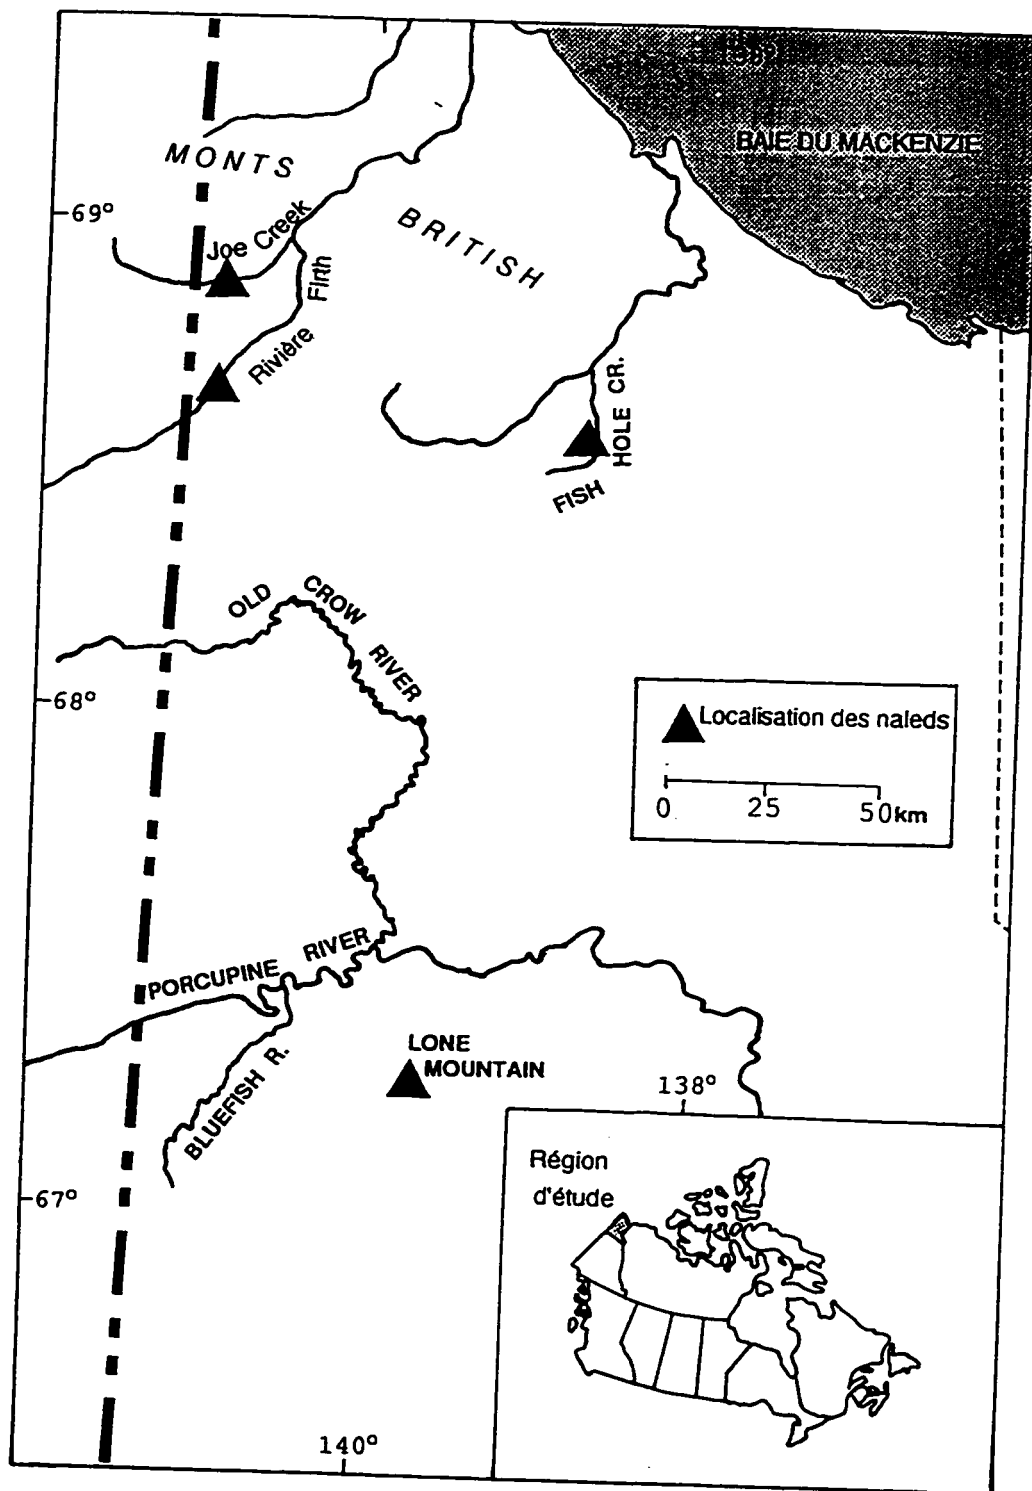 BAIE DU MACKENZIE
MONTS
BRITISH
69°
Joe Creek
Firth
Rivière
HOLE CR.
FISH
OLD CROW RIVER
68°
Localisation des naleds
0 25 50km
PORCUPINE RIVER
BLUEFISH R.
LONE
MOUNTAIN
138°
67°
Région
d'étude
140°